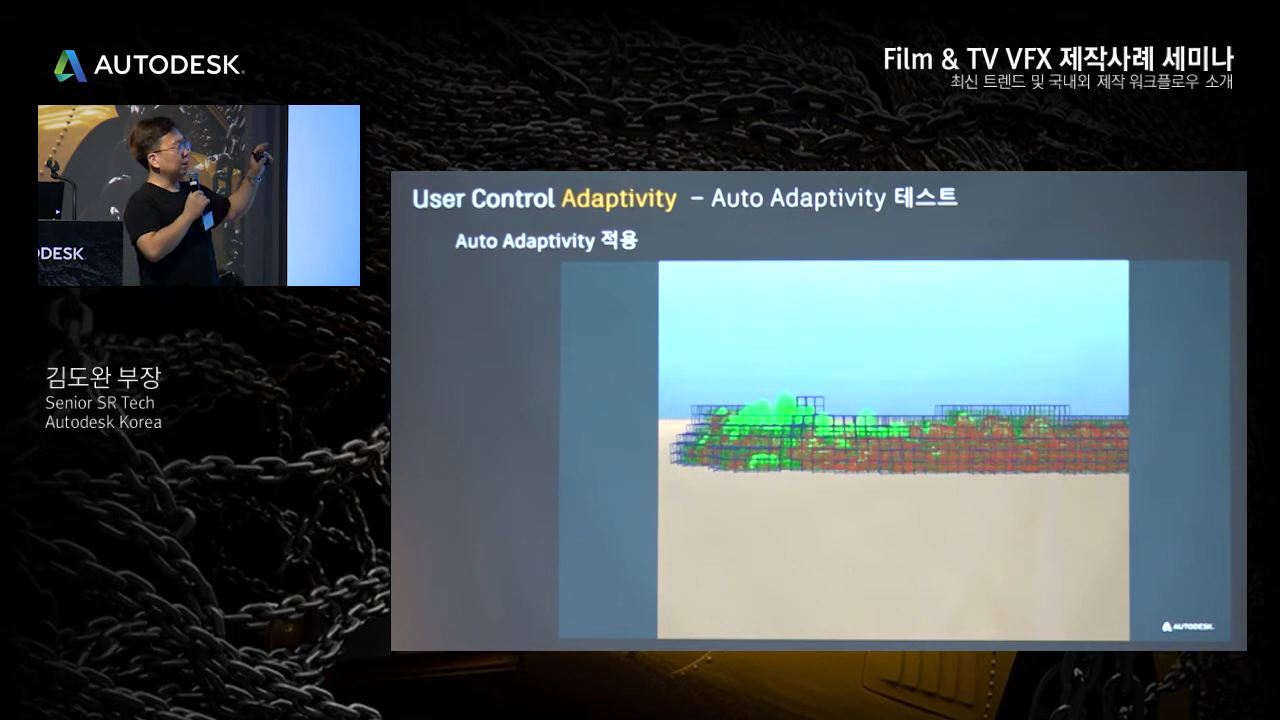 AUTODESK
Film & TV VFX 제작사례 세미나
최신 트렌드 및 국내외 제작 워크플로우 소개
DESK
User Control Adaptivity – Auto Adaptivity 테스트
Auto Adaptivity 적용
김도완 부장
Senior SR Tech
Autodesk Korea
AUTODESK